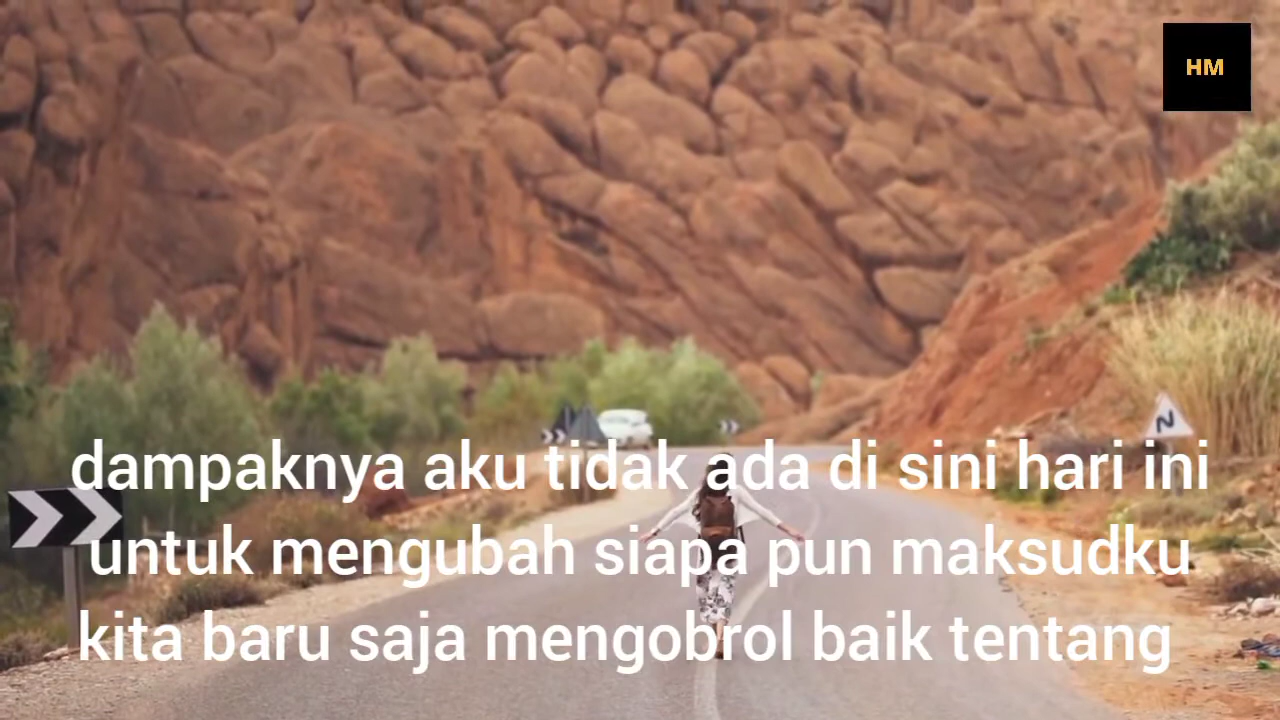 HM
dampaknya aku tidak ada di sini hari ini
untuk mengubah siapa pun maksudku
kita baru saja mengobrol baik tentang